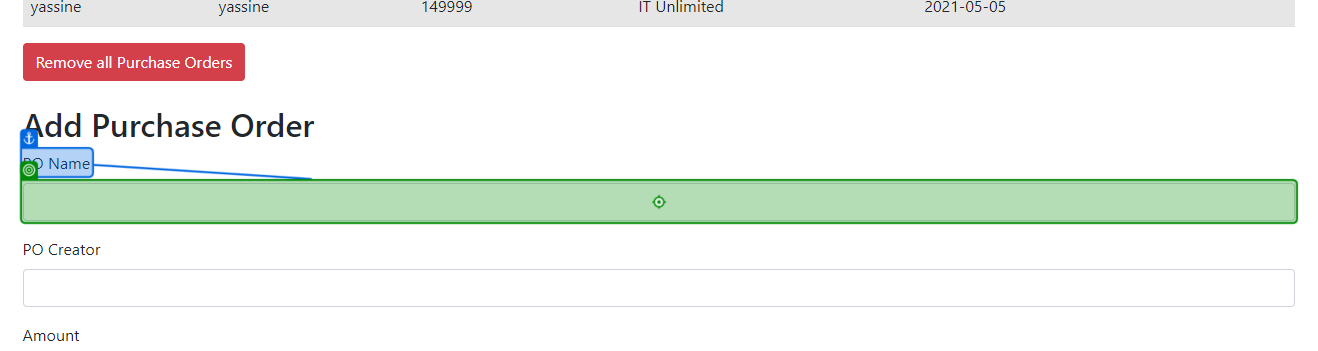 yassine yassine 149999 IT Unlimited 2021-05-05
Remove all Purchase Orders
Add Purchase Order
PO Name
PO Creator
Amount